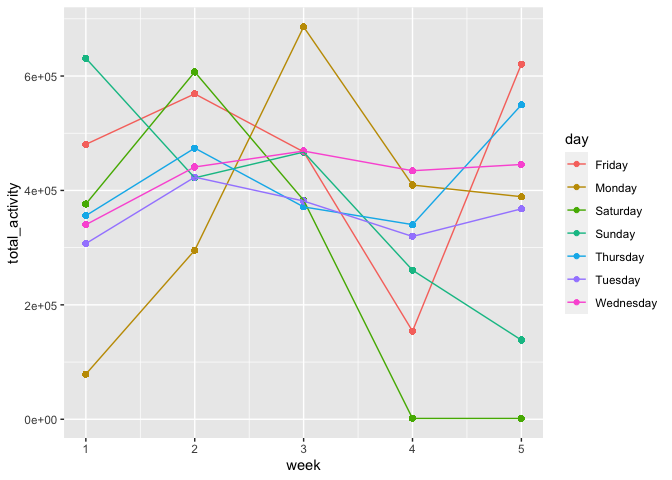 6e+05
4e+05
2e+05
0e+00
total_activity
1 2 3 4 5
week
day
Friday
Monday
Saturday
Sunday
Thursday
Tuesday
Wednesday